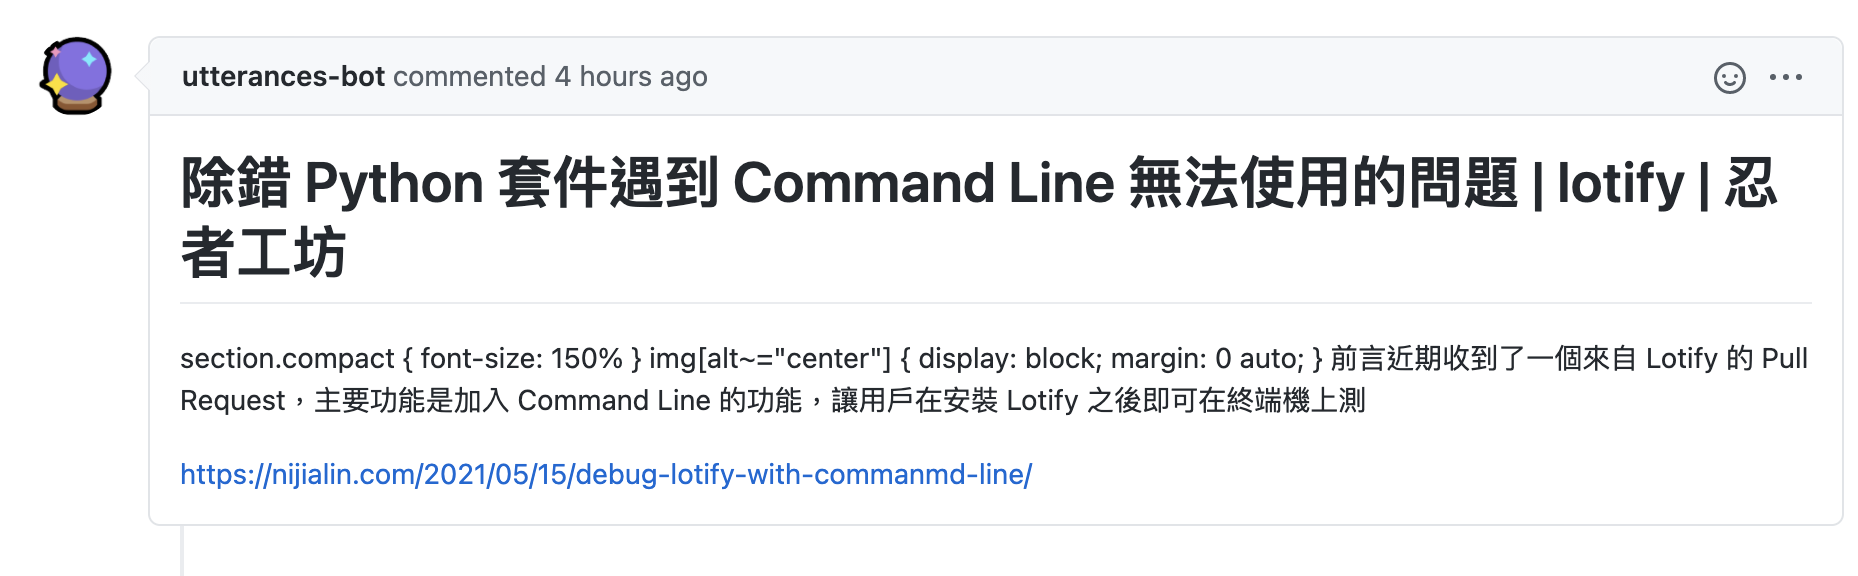 utterances-bot commented 4 hours ago
除錯 Python 套件遇到 Command Line 無法使用的問題 | lotify | 忍
者工坊
section.compact { font-size: 150% } img[alt~="center"] { display: block; margin: 0 auto; } 前言近期收到了一個來自 Lotify 的 Pull
Request，主要功能是加入 Command Line 的功能，讓用戶在安裝 Lotify 之後即可在終端機上測
https://nijialin.com/2021/05/15/debug-lotify-with-commanmd-line/